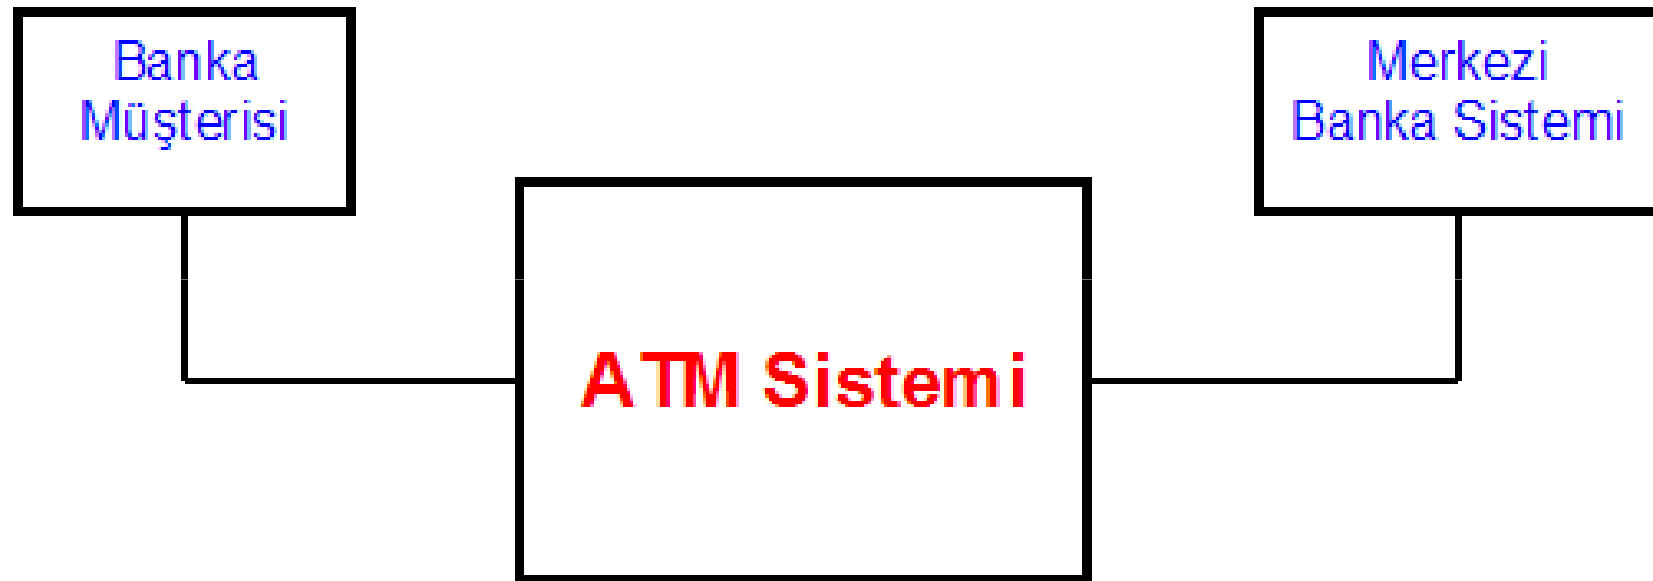 Banka
Müşterisi
Merkezi
Banka Sistemi
ATM Sistemi